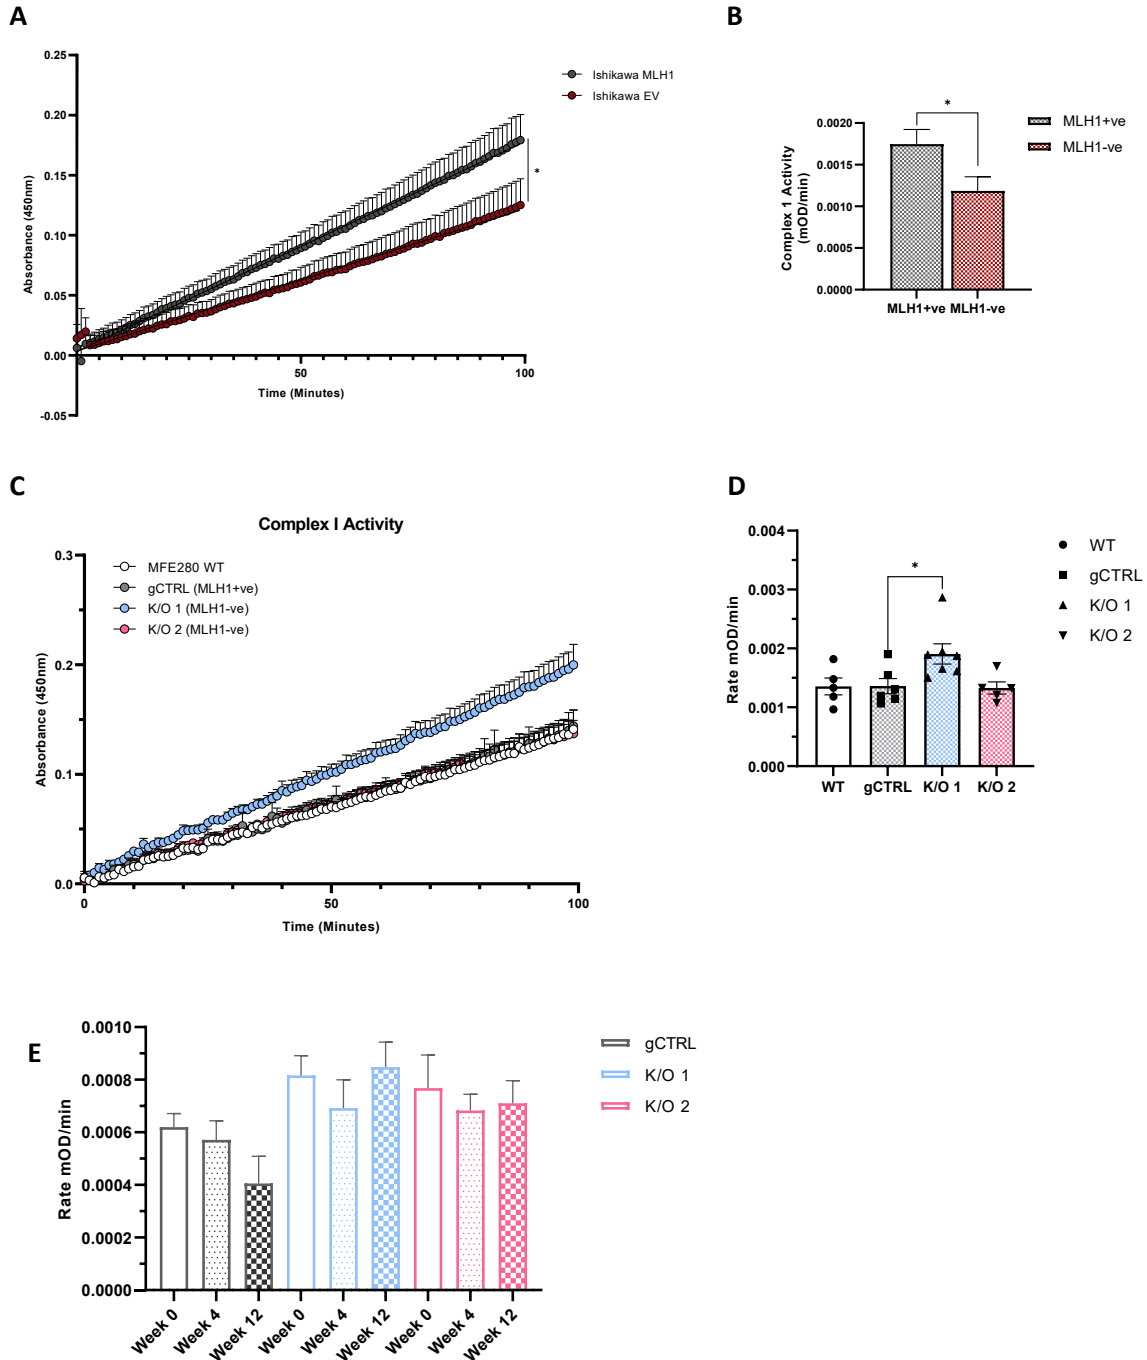 A
0.25
0.20
0.15
0.10
0.05
0.00
-0.05
Absorbance (450nm)
50
100
Time (Minutes)
Ishikawa MLH1
Ishikawa EV
*
B
0.0020
0.0015
0.0010
0.0005
0.0000
Complex 1 Activity
(mOD/min)
*
MLH1+ve MLH1-ve
MLH1+ve
MLH1-ve
C
Complex I Activity
MFE280 WT
gCTRL (MLH1+ve)
K/O 1 (MLH1-ve)
K/O 2 (MLH1-ve)
0.3
0.2
0.1
0.0
Absorbance (450nm)
0
50
100
Time (Minutes)
D
0.004
0.003
0.002
0.001
0.000
Rate mOD/min
*
WT
gCTRL
K/O 1
K/O 2
WT
gCTRL
K/O 1
K/O 2
E
0.0010
0.0008
0.0006
0.0004
0.0002
0.0000
Rate mOD/min
Week 0
Week 4
Week 12
Week 0
Week 4
Week 12
Week 0
Week 4
Week 12
gCTRL
K/O 1
K/O 2